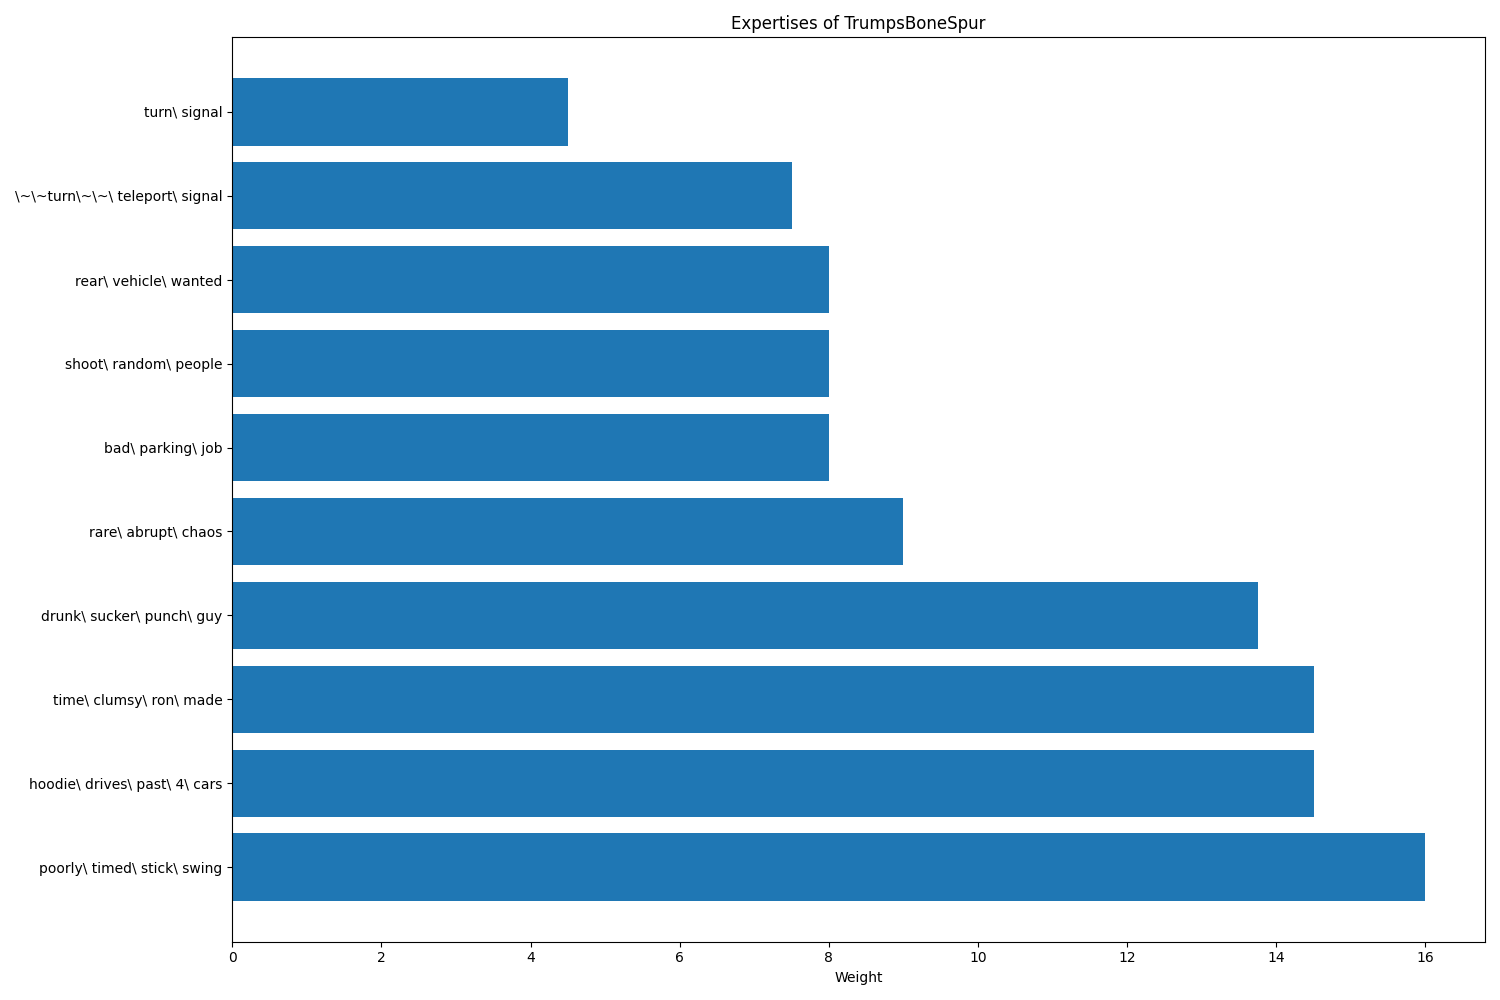 Expertises of TrumpsBoneSpur
turn\ signal
\~\~turn\~\~\ teleport\ signal
rear\ vehicle\ wanted
shoot\ random\ people
bad\ parking\ job
rare\ abrupt\ chaos
drunk\ sucker\ punch\ guy
time\ clumsy\ ron\ made
hoodie\ drives\ past\ 4\ cars
poorly\ timed\ stick\ swing
0 2 4 6 8 10 12 14 16
Weight